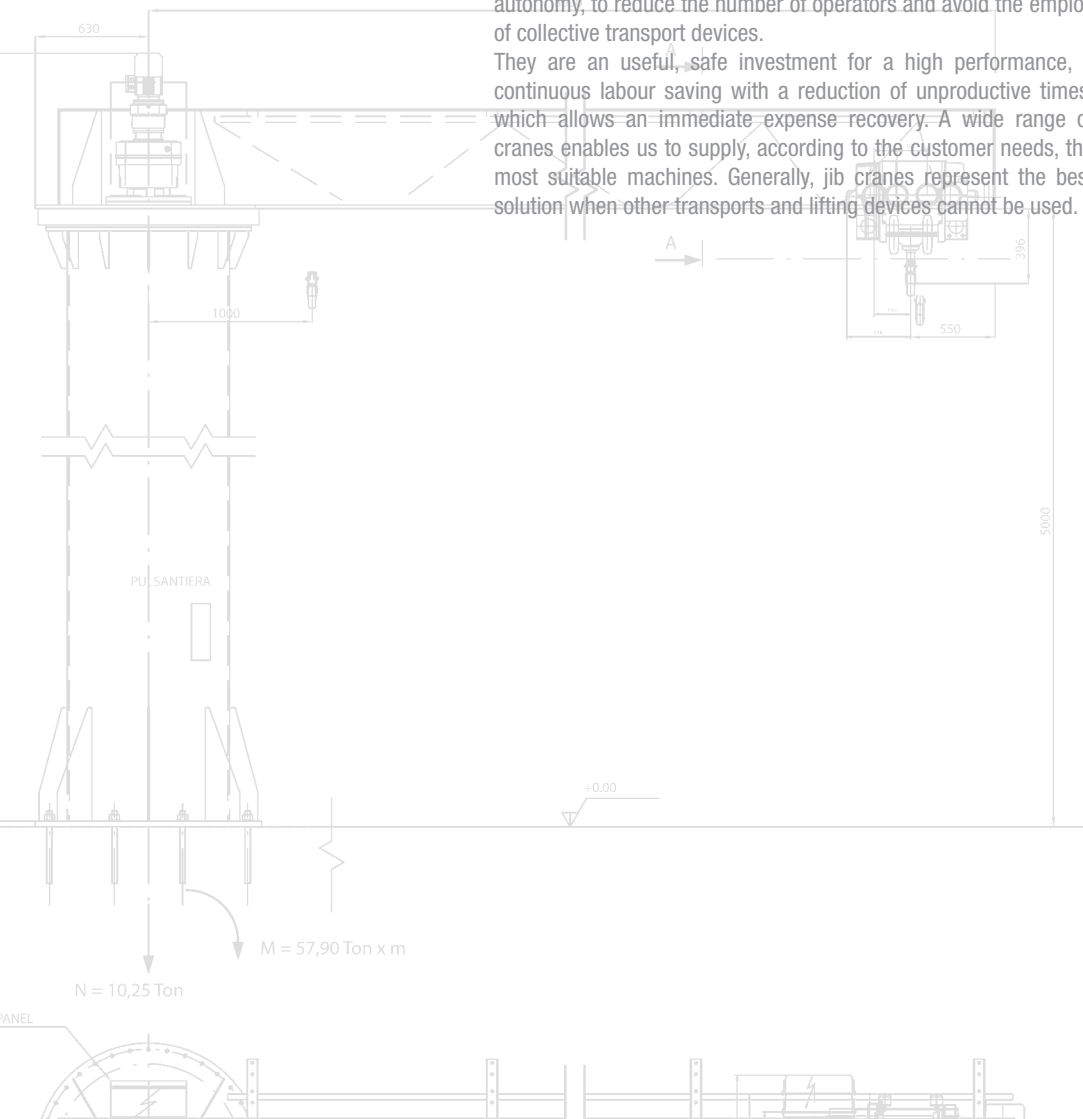 autonomy, to reduce the number of operators and avoid the emplo
of collective transport devices.
They are an useful, safe investment for a high performance,
continuous labour saving with a reduction of unproductive times
which allows an immediate expense recovery. A wide range o
cranes enables us to supply, according to the customer needs, th
most suitable machines. Generally, jib cranes represent the bes
solution when other transports and lifting devices cannot be used.
630
A
A
396
1000
550
5000
PULSANTIERA
+0.00
M = 57,90 Ton x m
N = 10,25 Ton
PANEL